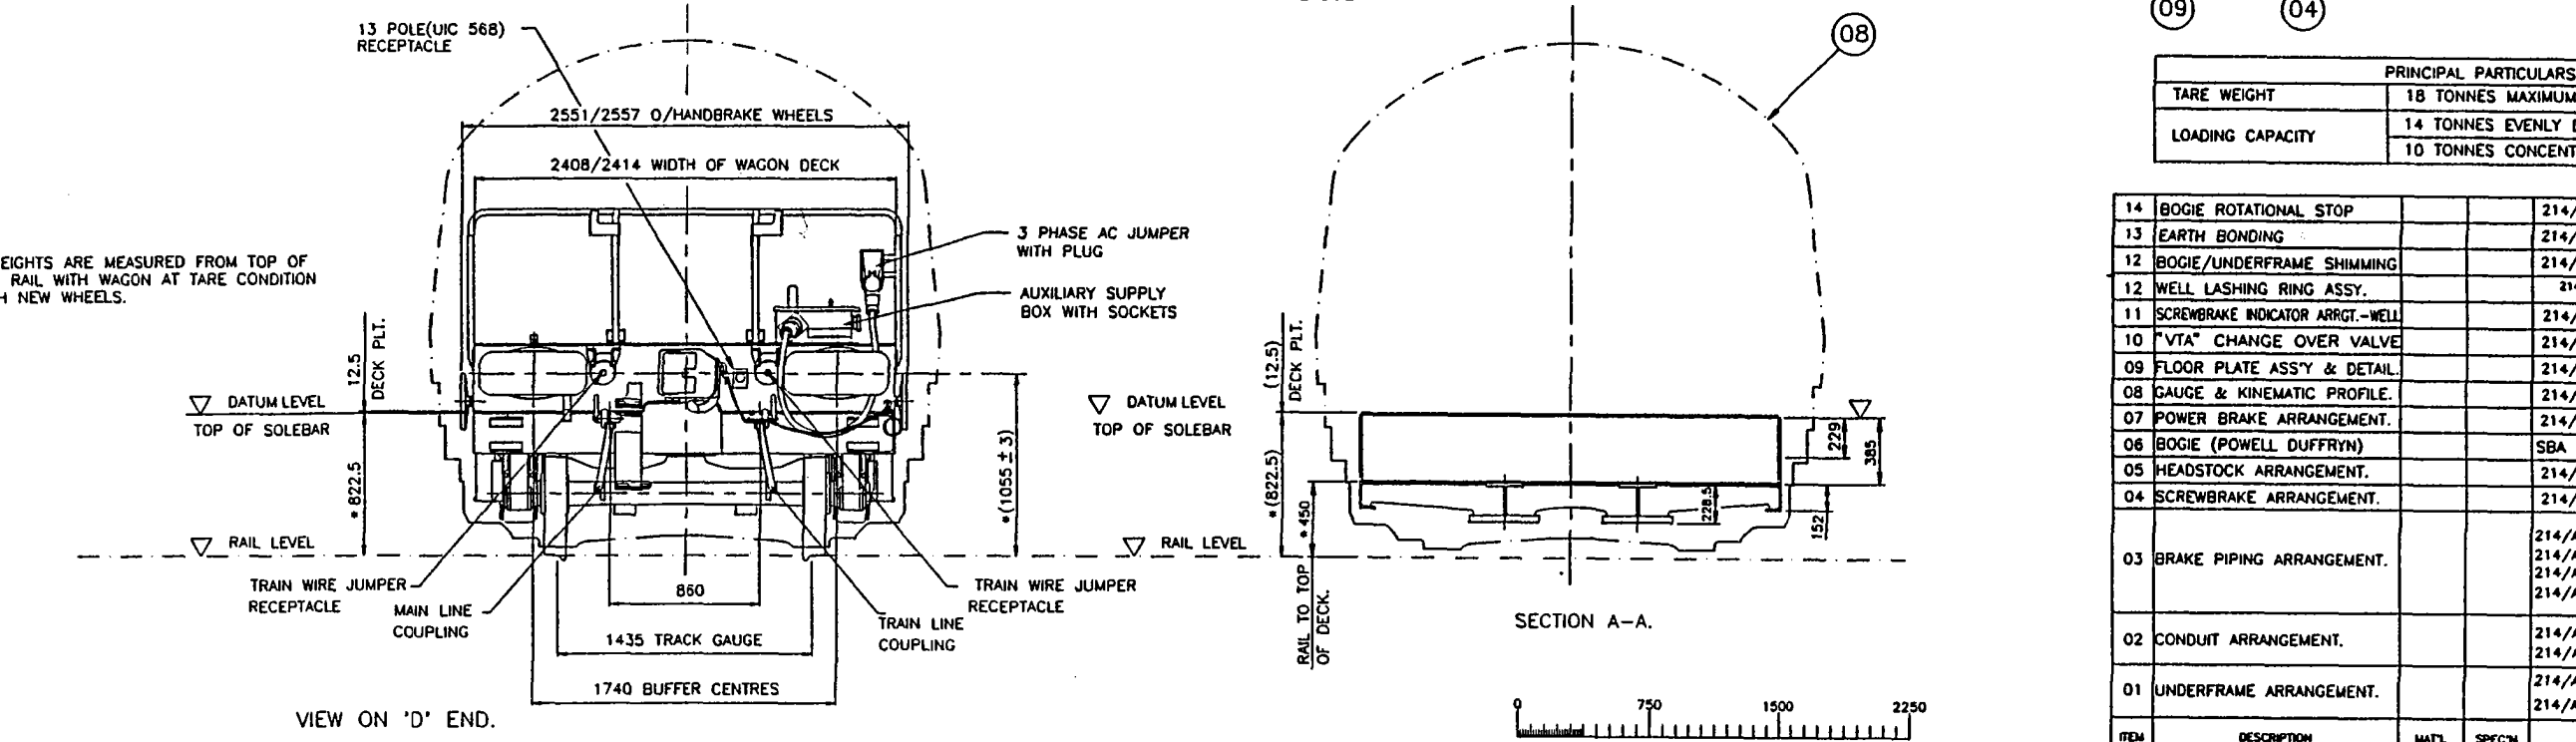 13 POLE(UIC 568)
RECEPTACLE
2551/2557 O/HANDBRAKE WHEELS
2408/2414 WIDTH OF WAGON DECK
3 PHASE AC JUMPER
WITH PLUG
AUXILIARY SUPPLY
BOX WITH SOCKETS
EIGHTS ARE MEASURED FROM TOP OF
RAIL WITH WAGON AT TARE CONDITION
H NEW WHEELS.
12.5
DECK PLT.
DATUM LEVEL
TOP OF SOLEBAR
* 822.5
RAIL LEVEL
*(1055 ± 3)
TRAIN WIRE JUMPER
RECEPTACLE
MAIN LINE
COUPLING
860
1435 TRACK GAUGE
1740 BUFFER CENTRES
TRAIN LINE
COUPLING
TRAIN WIRE JUMPER
RECEPTACLE
VIEW ON 'D' END.
08
(12.5)
DECK PLT.
DATUM LEVEL
TOP OF SOLEBAR
*(822.5)
* 450
RAIL LEVEL
RAIL TO TOP
OF DECK.
229
385
228.5
152
SECTION A-A.
0 750 1500 2250
09 04
PRINCIPAL PARTICULARS
TARE WEIGHT 18 TONNES MAXIMUM
LOADING CAPACITY 14 TONNES EVENLY
10 TONNES CONCENT
14 BOGIE ROTATIONAL STOP 214/
13 EARTH BONDING 214/
12 BOGIE/UNDERFRAME SHIMMING 214/
12 WELL LASHING RING ASSY. 214
11 SCREWBRAKE INDICATOR ARRGT.-WELL 214/
10 "VTA" CHANGE OVER VALVE 214/
09 FLOOR PLATE ASS'Y & DETAIL. 214/
08 GAUGE & KINEMATIC PROFILE. 214/
07 POWER BRAKE ARRANGEMENT. 214/
06 BOGIE (POWELL DUFFRYN) SBA
05 HEADSTOCK ARRANGEMENT. 214/
04 SCREWBRAKE ARRANGEMENT. 214/
03 BRAKE PIPING ARRANGEMENT. 214/A
214/A
214/A
214/A
02 CONDUIT ARRANGEMENT. 214/A
214/A
01 UNDERFRAME ARRANGEMENT. 214/A
214/A
ITEM DESCRIPTION MAT'L SPEC'N